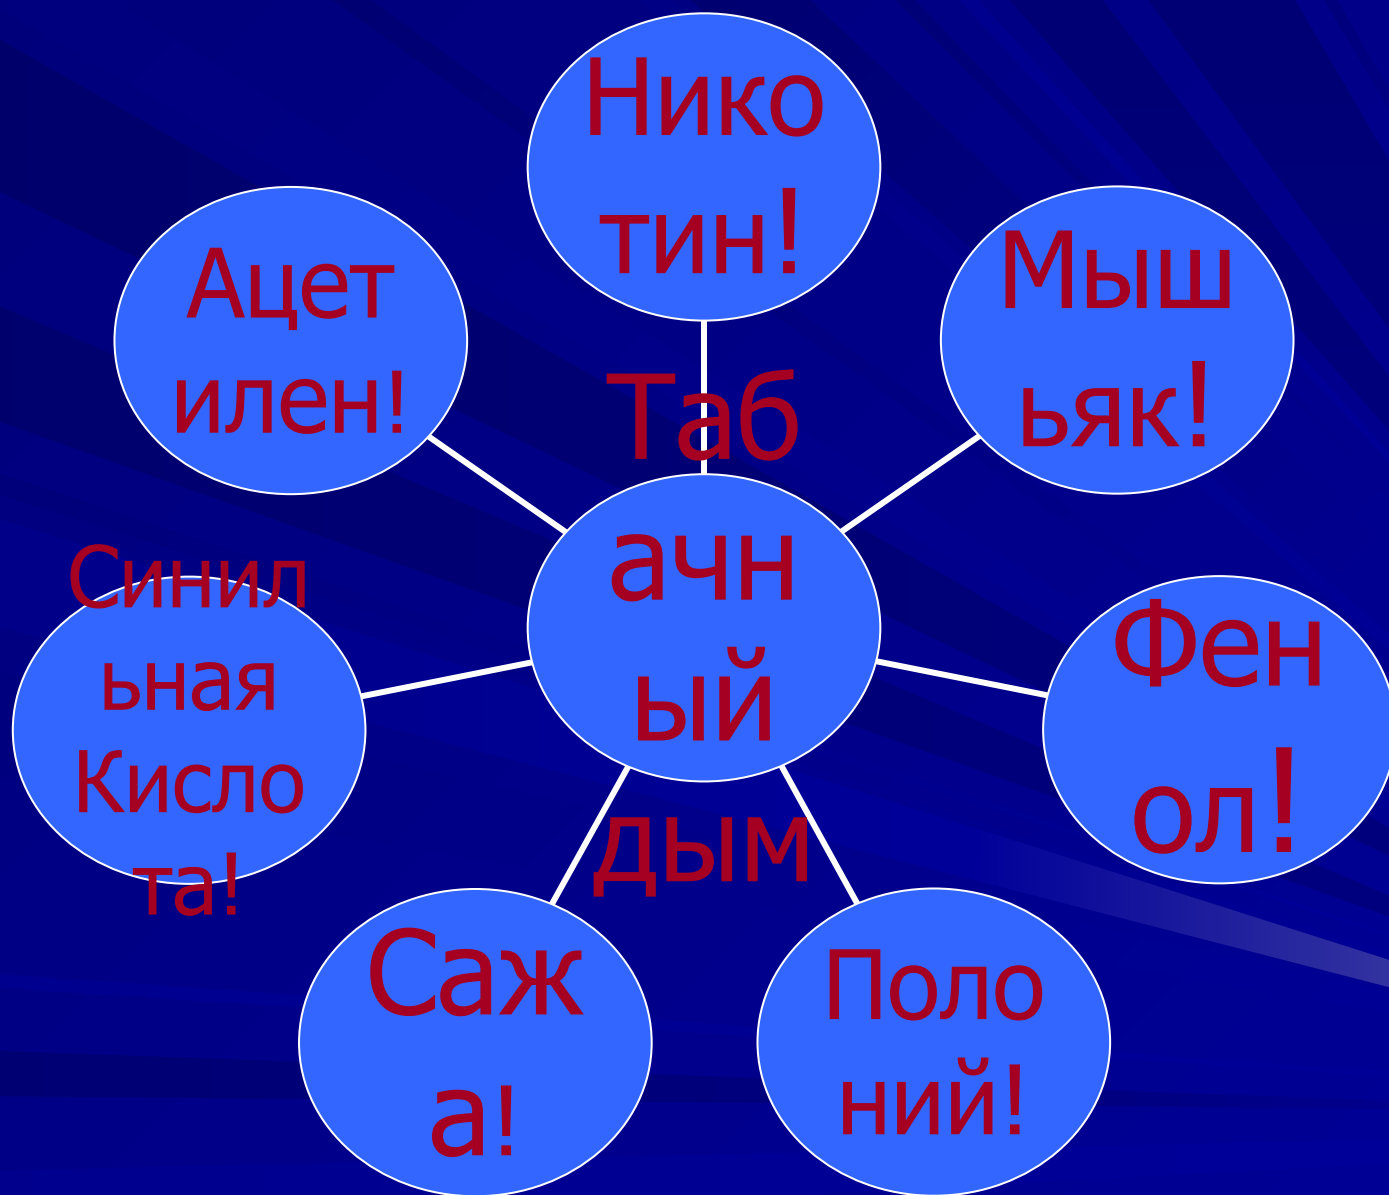 Нико
тин!
Мыш
ьяк!
Фен
ол!
Поло
ний!
Саж
а!
Синил
ьная
Кисло
та!
Ацет
илен!
Таб
ачн
ый
дым